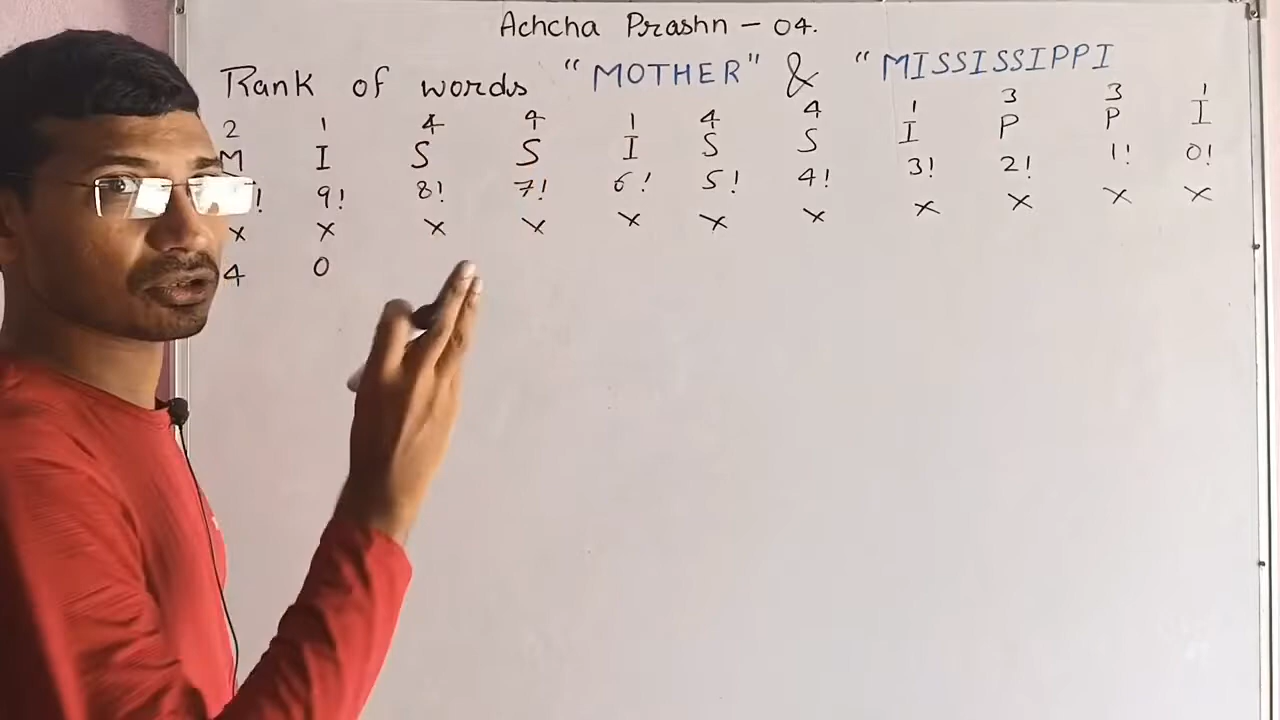 Achcha Prashn - 04.
Rank of words "MOTHER" & "MISSISSIPPI
2 1 4 4 1 4 4 1 3 3 1
M I S S I S S I P P I
! 9! 8! 7! 6! 5! 4! 3! 2! 1! 0!
× × × × × × × × × × ×
4 0